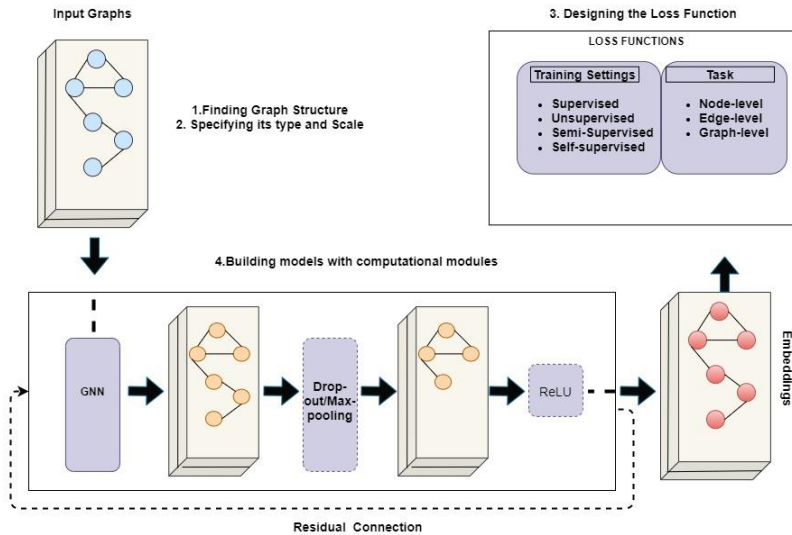 Input Graphs
3. Designing the Loss Function
LOSS FUNCTIONS
Training Settings
Task
Supervised
Unsupervised
Semi-Supervised
Self-supervised
Node-level
Edge-level
Graph-level
1.Finding Graph Structure
2. Specifying its type and Scale
4.Building models with computational modules
GNN
Drop-
out/Max-
pooling
ReLU
Embeddings
Residual Connection